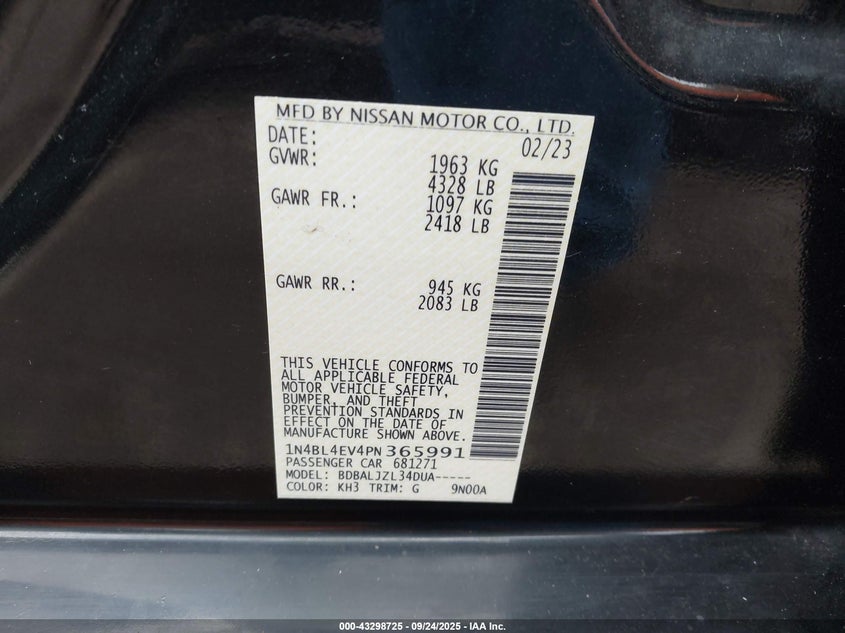 MFD BY NISSAN MOTOR CO., LTD.
DATE: 02/23
GVWR: 1963 KG
4328 LB
GAWR FR.: 1097 KG
2418 LB
GAWR RR.: 945 KG
2083 LB
THIS VEHICLE CONFORMS TO
ALL APPLICABLE FEDERAL
MOTOR VEHICLE SAFETY,
BUMPER, AND THEFT
PREVENTION STANDARDS IN
EFFECT ON THE DATE OF
MANUFACTURE SHOWN ABOVE.
1N4BL4EV4PN365991
PASSENGER CAR 681271
MODEL: BDBALJZL34DUA-----
COLOR: KH3 TRIM: G 9N00A
000-43298725 - 09/24/2025 - IAA Inc.